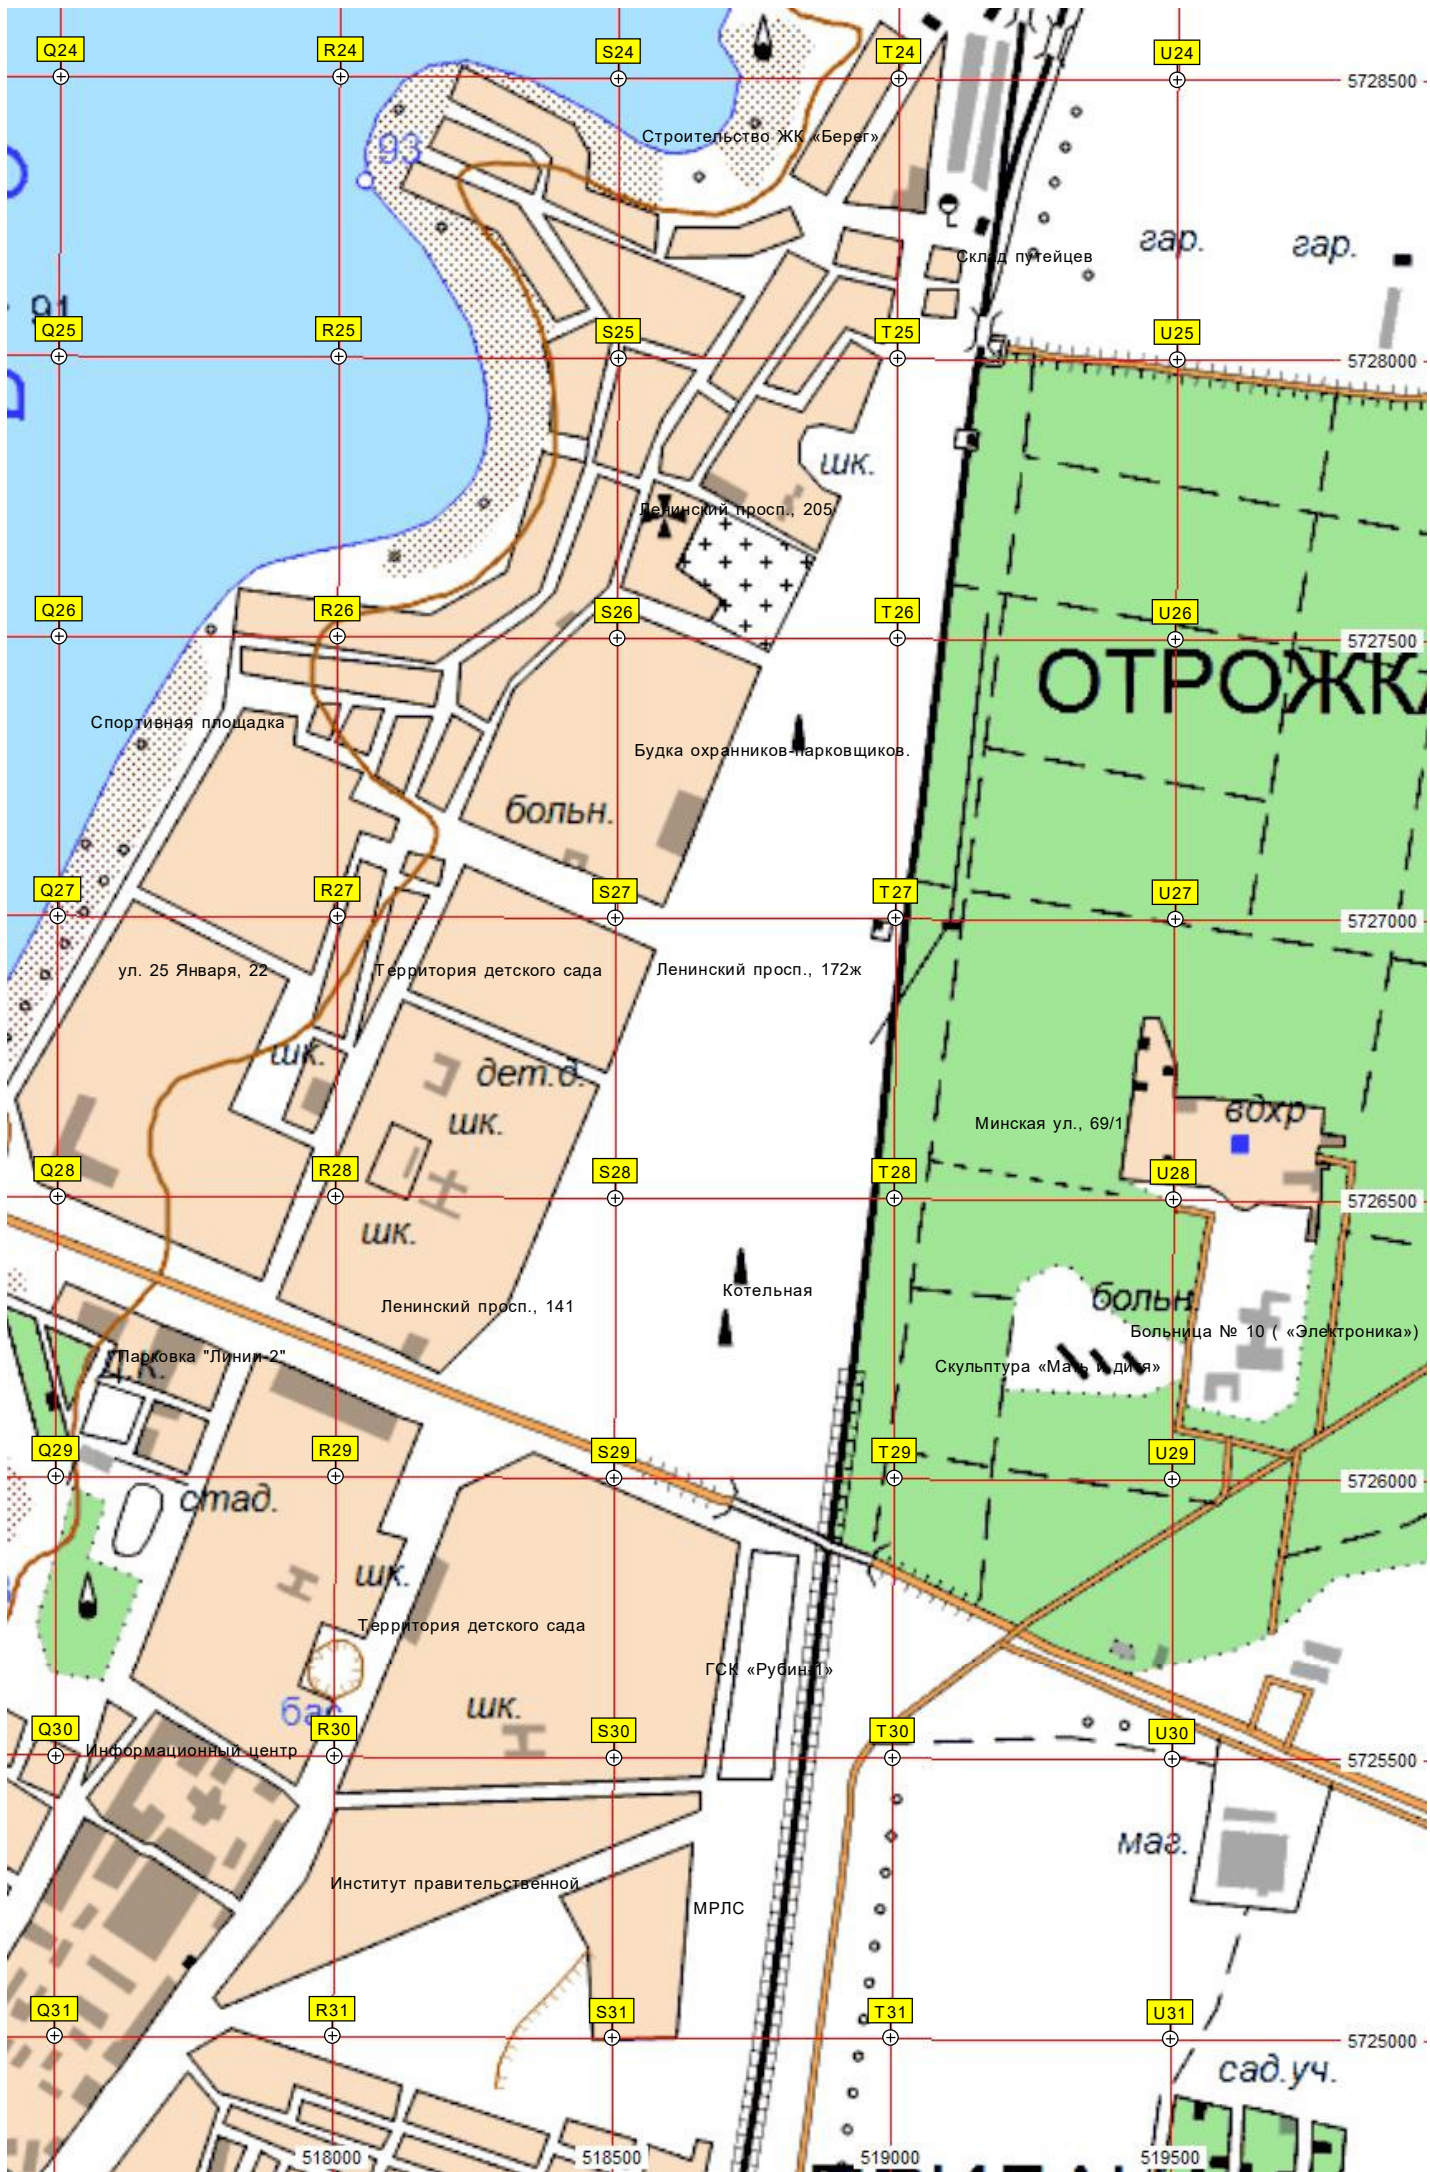 Q24
R24
S24
T24
U24
5728500
Строительство ЖК «Берег»
93
гар.
гар.
Склад путейцев
91
Q25
R25
S25
T25
U25
5728000
шк.
Ленинский просп., 205
Q26
R26
S26
T26
U26
5727500
ОТРОЖКА
Спортивная площадка
Будка охранников-парковщиков.
больн.
Q27
R27
S27
T27
U27
5727000
ул. 25 Января, 22
Территория детского сада
Ленинский просп., 172ж
шк.
дет.д.
шк.
вдхр
Минская ул., 69/1
Q28
R28
S28
T28
U28
5726500
шк.
Котельная
больн.
Ленинский просп., 141
Больница № 10 ( «Электроника»)
Парковка "Линии-2"
Д.К.
Скульптура «Мать и дитя»
Q29
R29
S29
T29
U29
5726000
стад.
шк.
Территория детского сада
ГСК «Рубин-1»
бас.
шк.
Q30
R30
S30
T30
U30
5725500
Информационный центр
маг.
Институт правительственной
МРЛС
Q31
R31
S31
T31
U31
5725000
сад.уч.
518000
518500
519000
519500